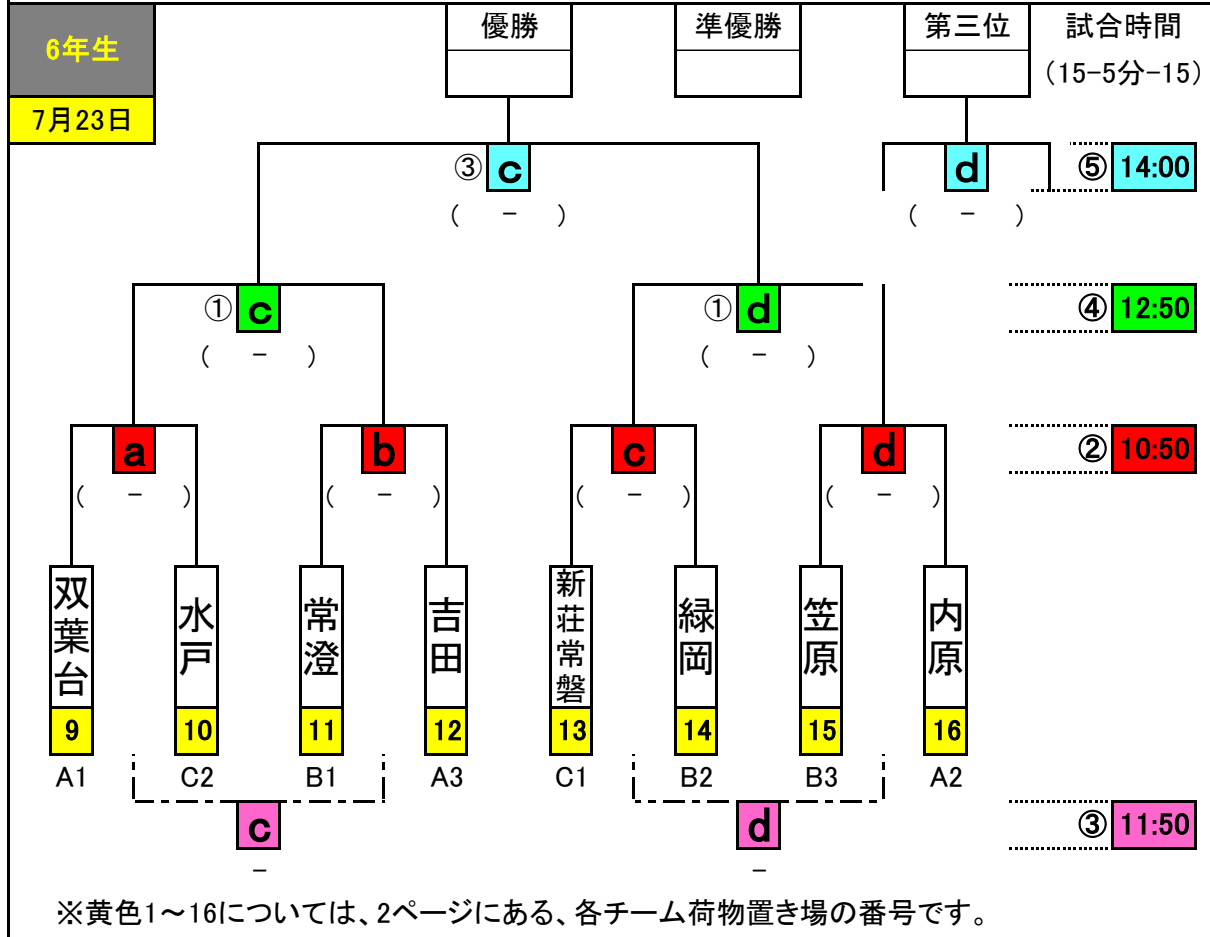 6年生
7月23日
優勝
準優勝
第三位
試合時間
（15-5分-15）
③ c
( - )
d
( - )
⑤ 14:00
① c
( - )
① d
( - )
④ 12:50
a
( - )
b
( - )
c
( - )
d
( - )
② 10:50
双葉台
水戸
常澄
吉田
新荘常磐
緑岡
笠原
内原
9 10 11 12 13 14 15 16
A1 C2 B1 A3 C1 B2 B3 A2
c
-
d
-
③ 11:50
※黄色1～16については、2ページにある、各チーム荷物置き場の番号です。